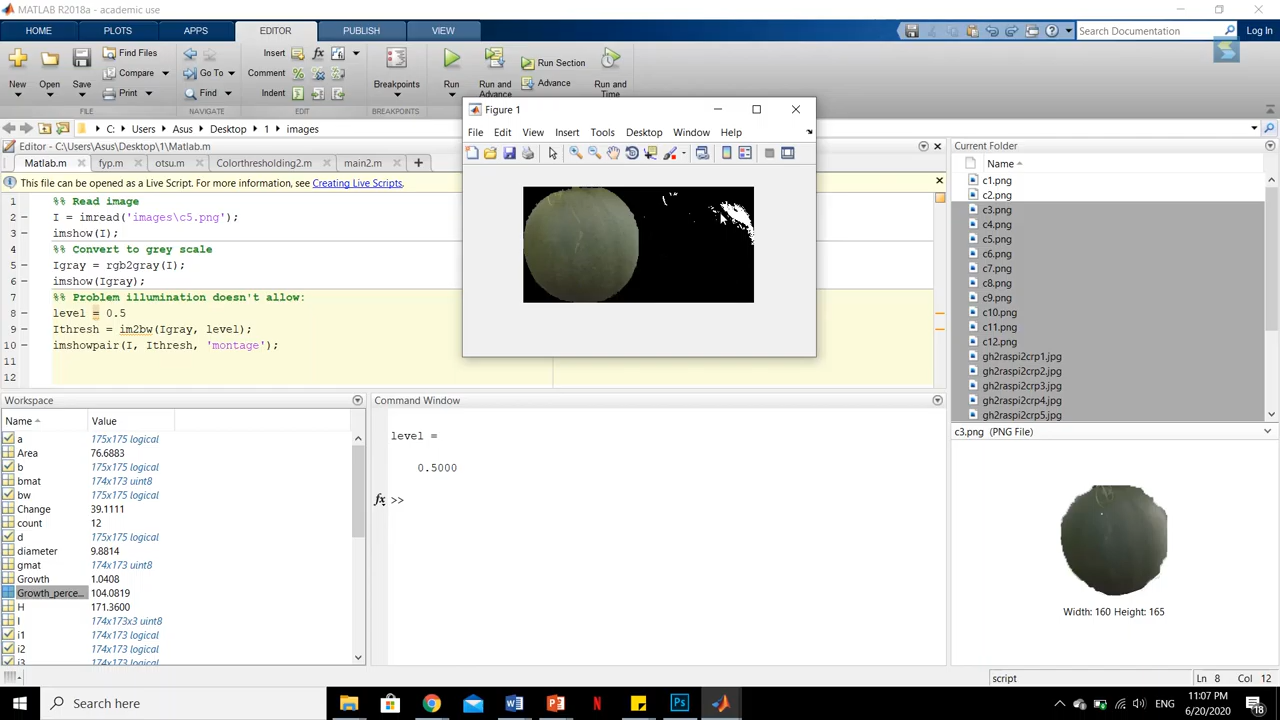 MATLAB R2018a - academic use
HOME PLOTS APPS EDITOR PUBLISH VIEW
Search Documentation Log In
New Open Save Find Files Compare Print
Insert Comment Indent
Go To Find
Breakpoints Run Run and Advance Run Section Advance Run and Time
FILE NAVIGATE EDIT BREAKPOINTS
C: Users Asus Desktop 1 images
Editor - C:\Users\Asus\Desktop\1\Matlab.m
Matlab.m fyp.m otsu.m Colorthresholding2.m main2.m
This file can be opened as a Live Script. For more information, see Creating Live Scripts.
1 %% Read image
2 I = imread('images\c5.png');
3 imshow(I);
4 %% Convert to grey scale
5 Igray = rgb2gray(I);
6 imshow(Igray);
7 %% Problem illumination doesn't allow:
8 level = 0.5
9 Ithresh = im2bw(Igray, level);
10 imshowpair(I, Ithresh, 'montage');
11
12
Figure 1
File Edit View Insert Tools Desktop Window Help
Current Folder
Name
c1.png
c2.png
c3.png
c4.png
c5.png
c6.png
c7.png
c8.png
c9.png
c10.png
c11.png
c12.png
gh2raspi2crp1.jpg
gh2raspi2crp2.jpg
gh2raspi2crp3.jpg
gh2raspi2crp4.jpg
gh2raspi2crp5.jpg
c3.png (PNG File)
Width: 160 Height: 165
Workspace
Name Value
a 175x175 logical
Area 76.6883
b 175x175 logical
bmat 174x173 uint8
bw 175x175 logical
Change 39.1111
count 12
d 175x175 logical
diameter 9.8814
gmat 174x173 uint8
Growth 1.0408
Growth_perce... 104.0819
H 171.3600
I 174x173x3 uint8
i1 174x173 logical
i2 174x173 logical
i3 174x173 logical
Command Window
level =
0.5000
fx >>
script Ln 8 Col 12
Search here
ENG 11:07 PM
6/20/2020
18